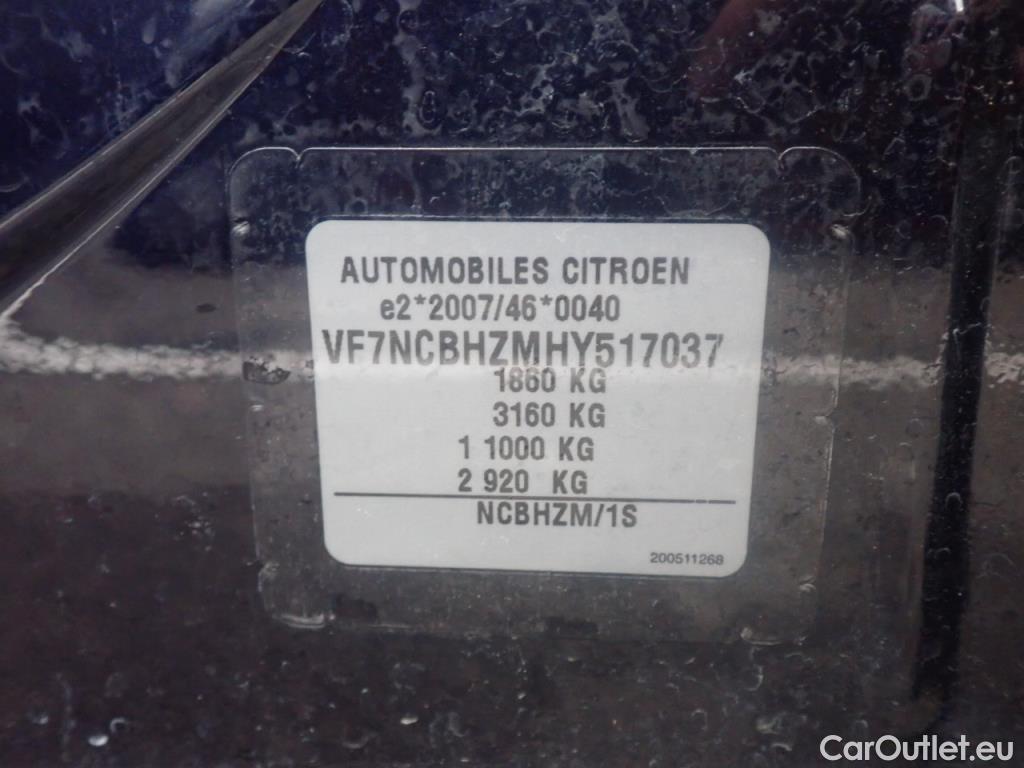 AUTOMOBILES CITROEN
e2*2007/46*0040
VF7NCBHZMHY517037
1860 KG
3160 KG
1 1000 KG
2 920 KG
NCBHZM/1S
200511268
CarOutlet.eu